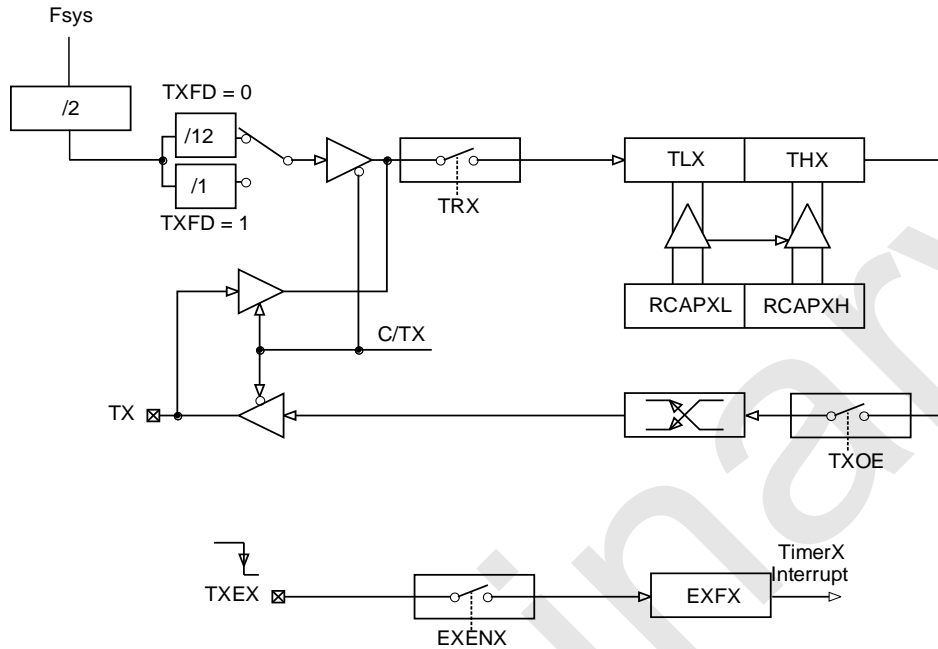 Fsys
/2
TXFD = 0
/12
/1
TXFD = 1
TRX
TLX
THX
RCAPXL
RCAPXH
C/TX
TX
TXOE
TXEX
EXENX
EXFX
TimerX
Interrupt